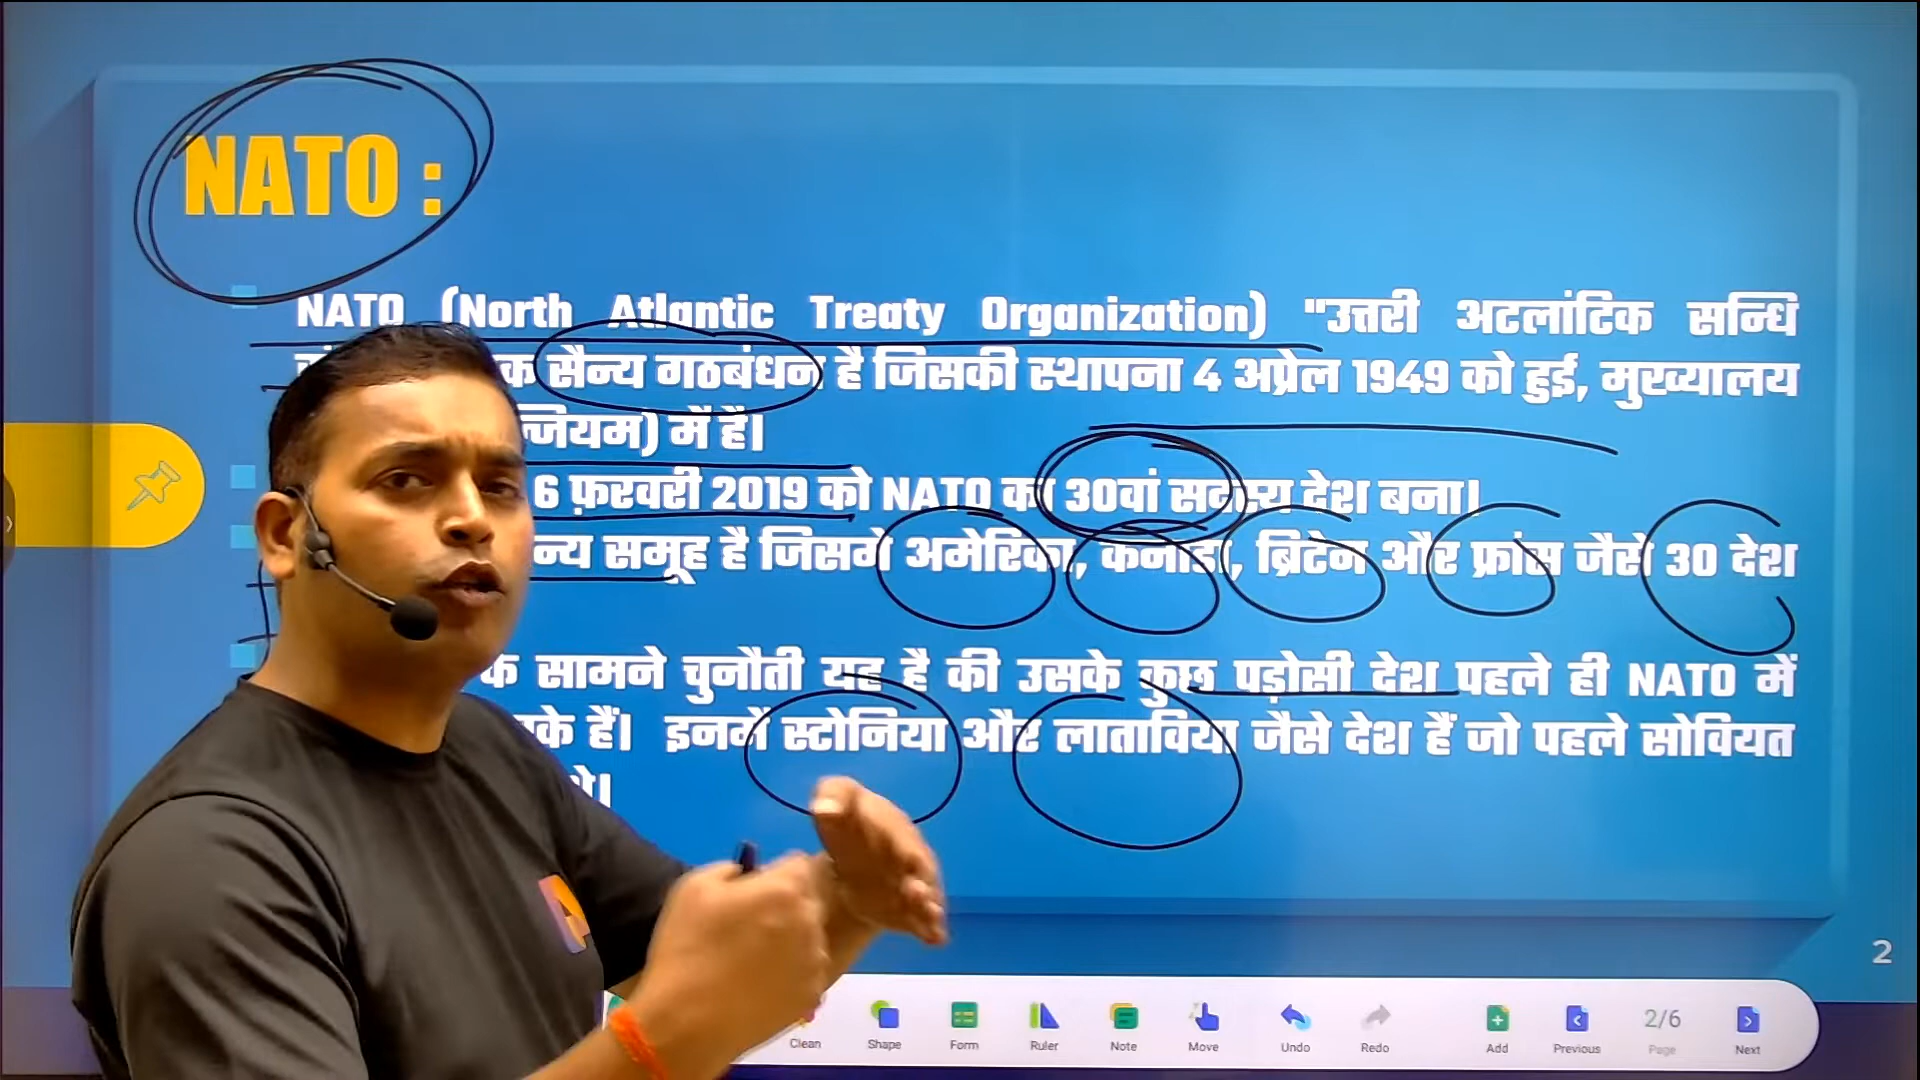 NATO :
NATO (North Atlantic Treaty Organization) "उत्तरी अटलांटिक सन्धि
क सैन्य गठबंधन है जिसकी स्थापना 4 अप्रेल 1949 को हुई, मुख्यालय
ल्जियम) में है।
6 फ़रवरी 2019 को NATO का 30वां सदस्य देश बना।
न्य समूह है जिसमें अमेरिका, कनाडा, ब्रिटेन और फ्रांस जैसे 30 देश
के सामने चुनौती यह है की उसके कुछ पड़ोसी देश पहले ही NATO में
के हैं। इनमें स्टोनिया और लाताविया जैसे देश हैं जो पहले सोवियत
थे।
2
Clean Shape Form Ruler Note Move Undo Redo Add Previous 2/6 Page Next